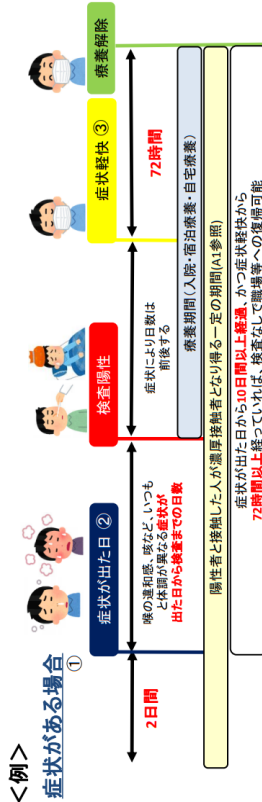 ＜例＞
症状がある場合
①
症状が出た日 ②
検査陽性
症状軽快 ③
療養解除
2日間
喉の違和感、咳など、いつも
と体調が異なる症状が
出た日から検査までの日数
症状により日数は
前後する
72時間
療養期間（入院・宿泊療養・自宅療養）
陽性者と接触した人が濃厚接触者となり得る一定の期間(A1参照)
症状が出た日から10日間以上経過、かつ症状軽快から
72時間以上経っていれば、検査なしで職場等への復帰可能